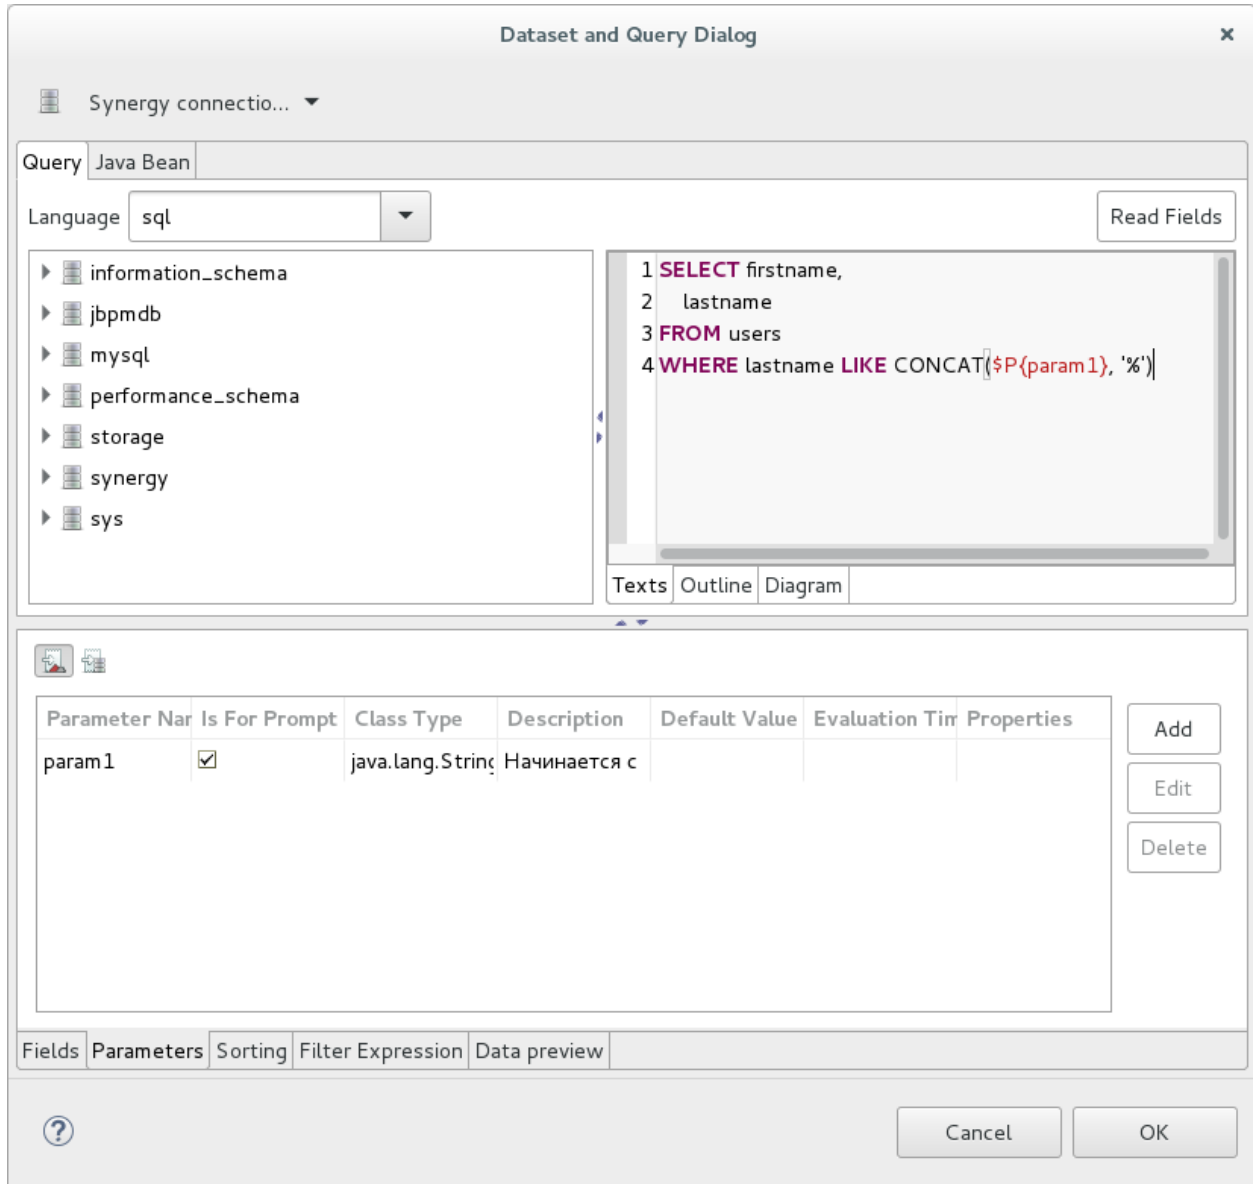 Dataset and Query Dialog
Synergy connectio...
Query Java Bean
Language sql Read Fields
information_schema
jbpmdb
mysql
performance_schema
storage
synergy
sys
1 SELECT firstname,
2 lastname
3 FROM users
4 WHERE lastname LIKE CONCAT($P{param1}, '%')
Texts Outline Diagram
Parameter Nar Is For Prompt Class Type Description Default Value Evaluation Tim Properties
param1 java.lang.String Начинается с
Add
Edit
Delete
Fields Parameters Sorting Filter Expression Data preview
? Cancel OK